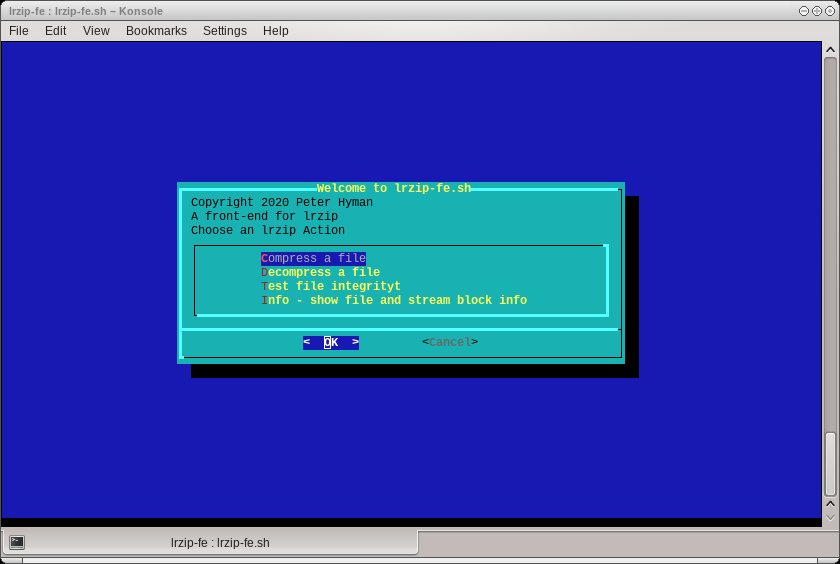 lrzip-fe : lrzip-fe.sh – Konsole
File Edit View Bookmarks Settings Help
Welcome to lrzip-fe.sh
Copyright 2020 Peter Hyman
A front-end for lrzip
Choose an lrzip Action
Compress a file
Decompress a file
Test file integrityt
Info - show file and stream block info
< OK > <Cancel>
lrzip-fe : lrzip-fe.sh